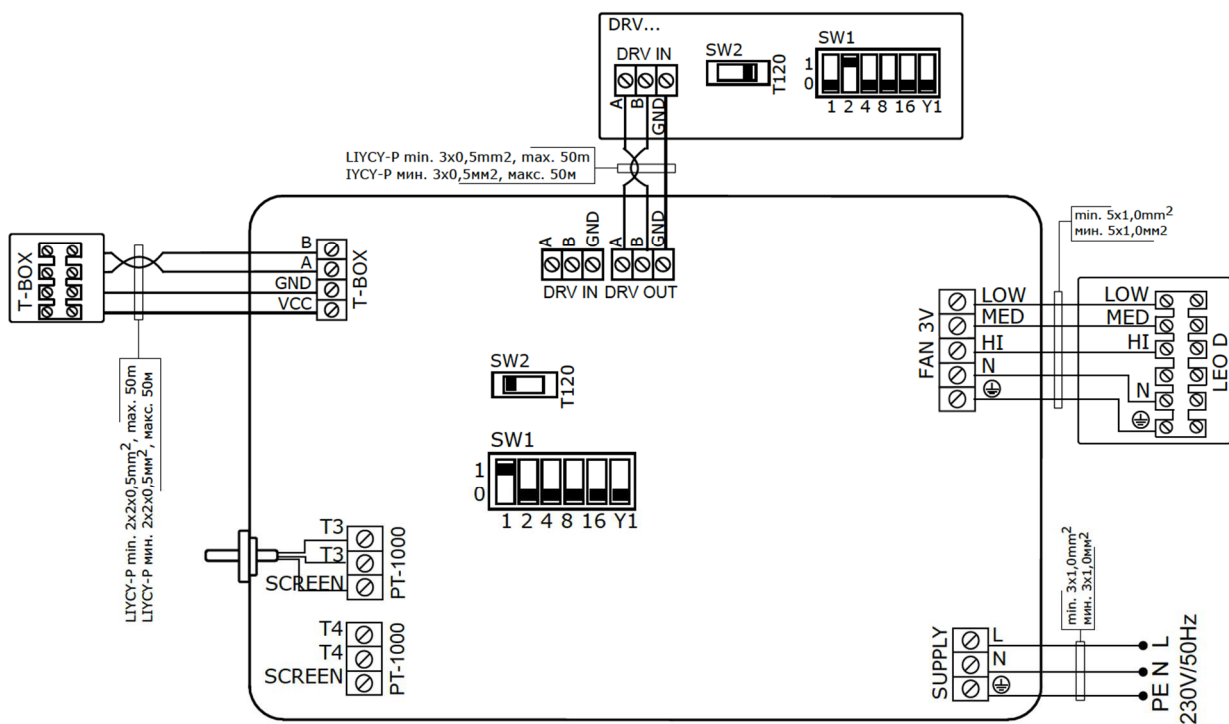 DRV...
DRV IN
SW2
SW1
T120
1
0
1 2 4 8 16 Y1
A
B
GND
LIYCY-P min. 3x0,5mm2, max. 50m
IYCY-P мин. 3x0,5мм2, макс. 50м
min. 5x1,0mm²
мин. 5x1,0мм2
A
B
GND
A
B
GND
DRV IN DRV OUT
T-BOX
B
A
GND
VCC
T-BOX
LIYCY-P min. 2x2x0,5mm², max. 50m
LIYCY-P мин. 2x2x0,5мм², макс. 50м
FAN 3V
LOW
MED
HI
N
LOW
MED
HI
N
LEO D
SW2
T120
SW1
1
0
1 2 4 8 16 Y1
T3
T3
SCREEN
PT-1000
T4
T4
SCREEN
PT-1000
min. 3x1,0mm²
мин. 3x1,0мм²
SUPPLY
L
N
L
N
PE
230V/50Hz